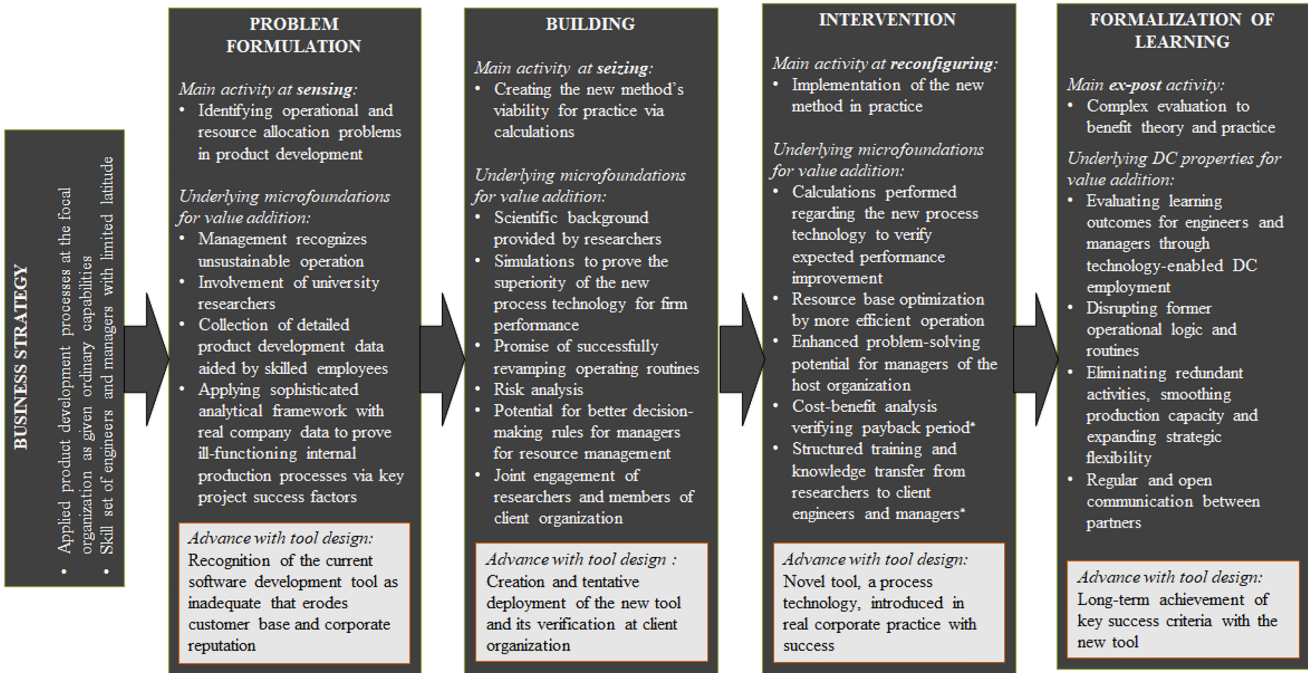 BUSINESS STRATEGY
• Applied product development processes at the focal
organization as given ordinary capabilities
• Skill set of engineers and managers with limited latitude
PROBLEM
FORMULATION
Main activity at sensing:
• Identifying operational and
resource allocation problems
in product development
Underlying microfoundations
for value addition:
• Management recognizes
unsustainable operation
• Involvement of university
researchers
• Collection of detailed
product development data
aided by skilled employees
• Applying sophisticated
analytical framework with
real company data to prove
ill-functioning internal
production processes via key
project success factors
Advance with tool design:
Recognition of the current
software development tool as
inadequate that erodes
customer base and corporate
reputation
BUILDING
Main activity at seizing:
• Creating the new method's
viability for practice via
calculations
Underlying microfoundations
for value addition:
• Scientific background
provided by researchers
• Simulations to prove the
superiority of the new
process technology for firm
performance
• Promise of successfully
revamping operating routines
• Risk analysis
• Potential for better decision-
making rules for managers
for resource management
• Joint engagement of
researchers and members of
client organization
Advance with tool design :
Creation and tentative
deployment of the new tool
and its verification at client
organization
INTERVENTION
Main activity at reconfiguring:
• Implementation of the new
method in practice
Underlying microfoundations
for value addition:
• Calculations performed
regarding the new process
technology to verify
expected performance
improvement
• Resource base optimization
by more efficient operation
• Enhanced problem-solving
potential for managers of the
host organization
• Cost-benefit analysis
verifying payback period*
• Structured training and
knowledge transfer from
researchers to client
engineers and managers*
Advance with tool design:
Novel tool, a process
technology, introduced in
real corporate practice with
success
FORMALIZATION OF
LEARNING
Main ex-post activity:
• Complex evaluation to
benefit theory and practice
Underlying DC properties for
value addition:
• Evaluating learning
outcomes for engineers and
managers through
technology-enabled DC
employment
• Disrupting former
operational logic and
routines
• Eliminating redundant
activities, smoothing
production capacity and
expanding strategic
flexibility
• Regular and open
communication between
partners
Advance with tool design:
Long-term achievement of
key success criteria with the
new tool